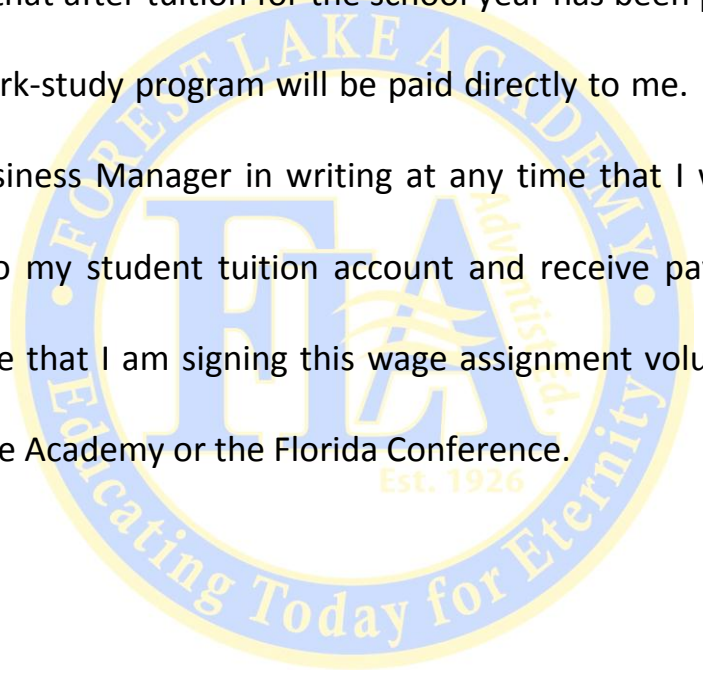 that after tuition for the school year has been
rk-study program will be paid directly to me.
siness Manager in writing at any time that I
o my student tuition account and receive
e that I am signing this wage assignment
e Academy or the Florida Conference.
FOREST LAKE ACADEMY
FLA
Adventist Ed.
Est. 1926
Educating Today for Eternity